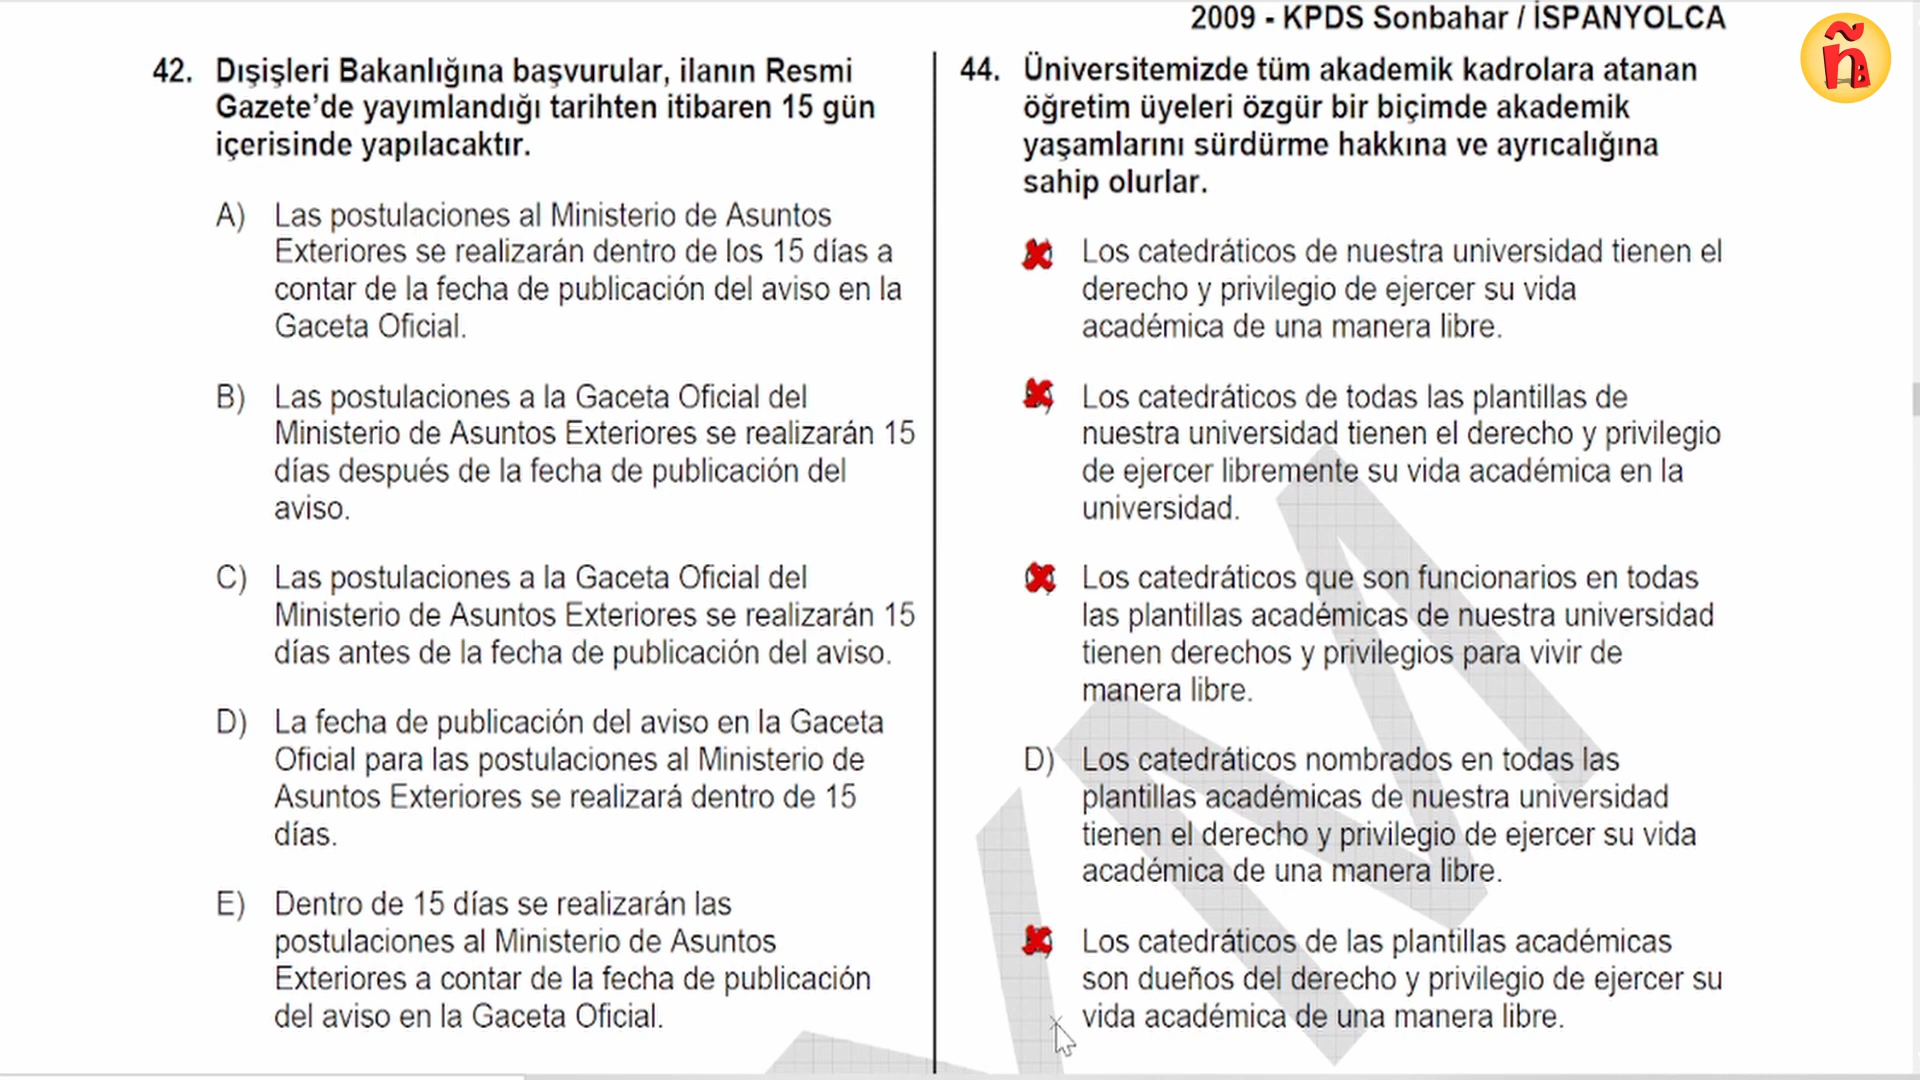 2009 - KPDS Sonbahar / İSPANYOLCA
ñ
42. Dışişleri Bakanlığına başvurular, ilanın Resmi
Gazete’de yayımlandığı tarihten itibaren 15 gün
içerisinde yapılacaktır.
A) Las postulaciones al Ministerio de Asuntos
Exteriores se realizarán dentro de los 15 días a
contar de la fecha de publicación del aviso en la
Gaceta Oficial.
B) Las postulaciones a la Gaceta Oficial del
Ministerio de Asuntos Exteriores se realizarán 15
días después de la fecha de publicación del
aviso.
C) Las postulaciones a la Gaceta Oficial del
Ministerio de Asuntos Exteriores se realizarán 15
días antes de la fecha de publicación del aviso.
D) La fecha de publicación del aviso en la Gaceta
Oficial para las postulaciones al Ministerio de
Asuntos Exteriores se realizará dentro de 15
días.
E) Dentro de 15 días se realizarán las
postulaciones al Ministerio de Asuntos
Exteriores a contar de la fecha de publicación
del aviso en la Gaceta Oficial.
44. Üniversitemizde tüm akademik kadrolara atanan
öğretim üyeleri özgür bir biçimde akademik
yaşamlarını sürdürme hakkına ve ayrıcalığına
sahip olurlar.
Los catedráticos de nuestra universidad tienen el
derecho y privilegio de ejercer su vida
académica de una manera libre.
Los catedráticos de todas las plantillas de
nuestra universidad tienen el derecho y privilegio
de ejercer libremente su vida académica en la
universidad.
Los catedráticos que son funcionarios en todas
las plantillas académicas de nuestra universidad
tienen derechos y privilegios para vivir de
manera libre.
D) Los catedráticos nombrados en todas las
plantillas académicas de nuestra universidad
tienen el derecho y privilegio de ejercer su vida
académica de una manera libre.
Los catedráticos de las plantillas académicas
son dueños del derecho y privilegio de ejercer su
vida académica de una manera libre.